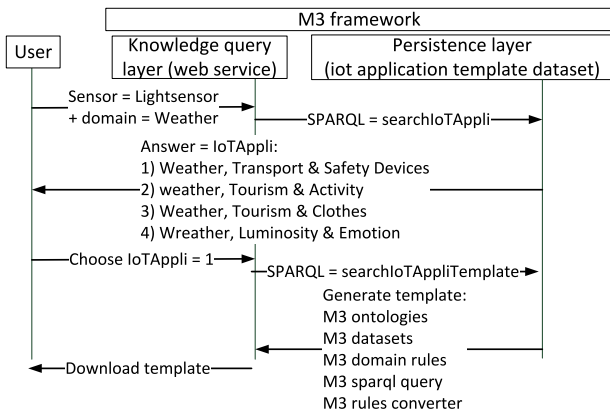 M3 framework
User
Knowledge query
layer (web service)
Persistence layer
(iot application template dataset)
Sensor = Lightsensor
+ domain = Weather
SPARQL = searchIoTAppli
Answer = IoTAppli:
1) Weather, Transport & Safety Devices
2) weather, Tourism & Activity
3) Weather, Tourism & Clothes
4) Wreather, Luminosity & Emotion
Choose IoTAppli = 1
SPARQL = searchIoTAppliTemplate
Generate template:
M3 ontologies
M3 datasets
M3 domain rules
M3 sparql query
M3 rules converter
Download template